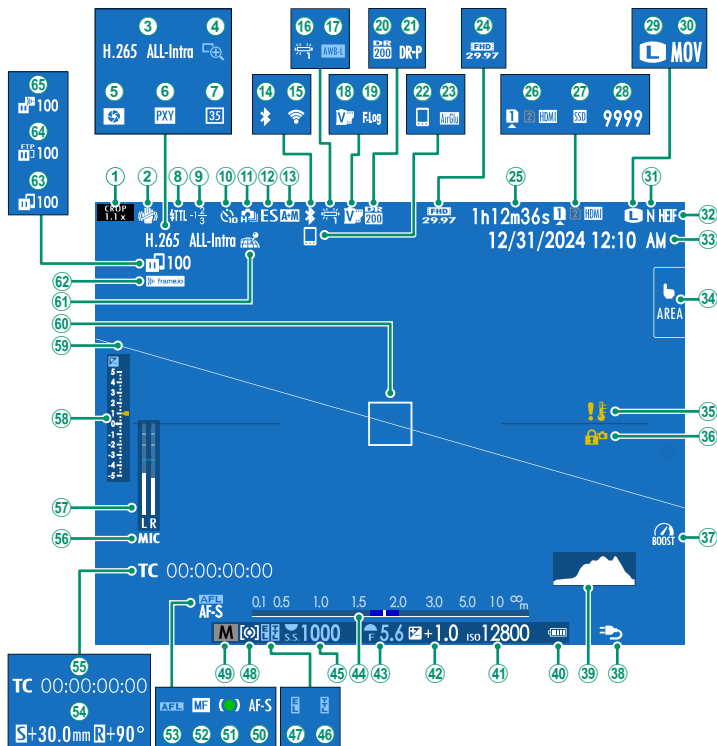 3 4
H.265 ALL-Intra
5 6 7
PXY 35
16 17
AWB-L
20 21
DR 200 DR-P
24
FHD 29.97
29 30
L MOV
65
100
64
FTP 100
63
100
14 15
18 19
V F-Log
22 23
AirGlu
26 27 28
1 2 HDMI SSD 9999
1 2 8 9 10 11 12 13 25 31
CROP 1.1x TTL -1 2/3 10 H ES A+M V DR 200 FHD 29.97 1h12m36s 1 2 HDMI L N HEIF 32
H.265 ALL-Intra 12/31/2024 12:10 AM 33
100
62 frame.io 61
34
AREA
60
59
5
4
3
2
1
0
-1
-2
-3
-4
-5
58
35
36
57
L R
56 MIC
37
BOOST
TC 00:00:00:00
AFL
AF-S
0.1 0.5 1.0 1.5 2.0 3.0 5.0 10 ∞ m
M S.S. 1000 F 5.6 +1.0 ISO 12800
55
TC 00:00:00:00
54
S+30.0mm R+90°
49 48 45 44 43 42 41 40 39 38
AFL MF AF-S
53 52 51 50
47 46